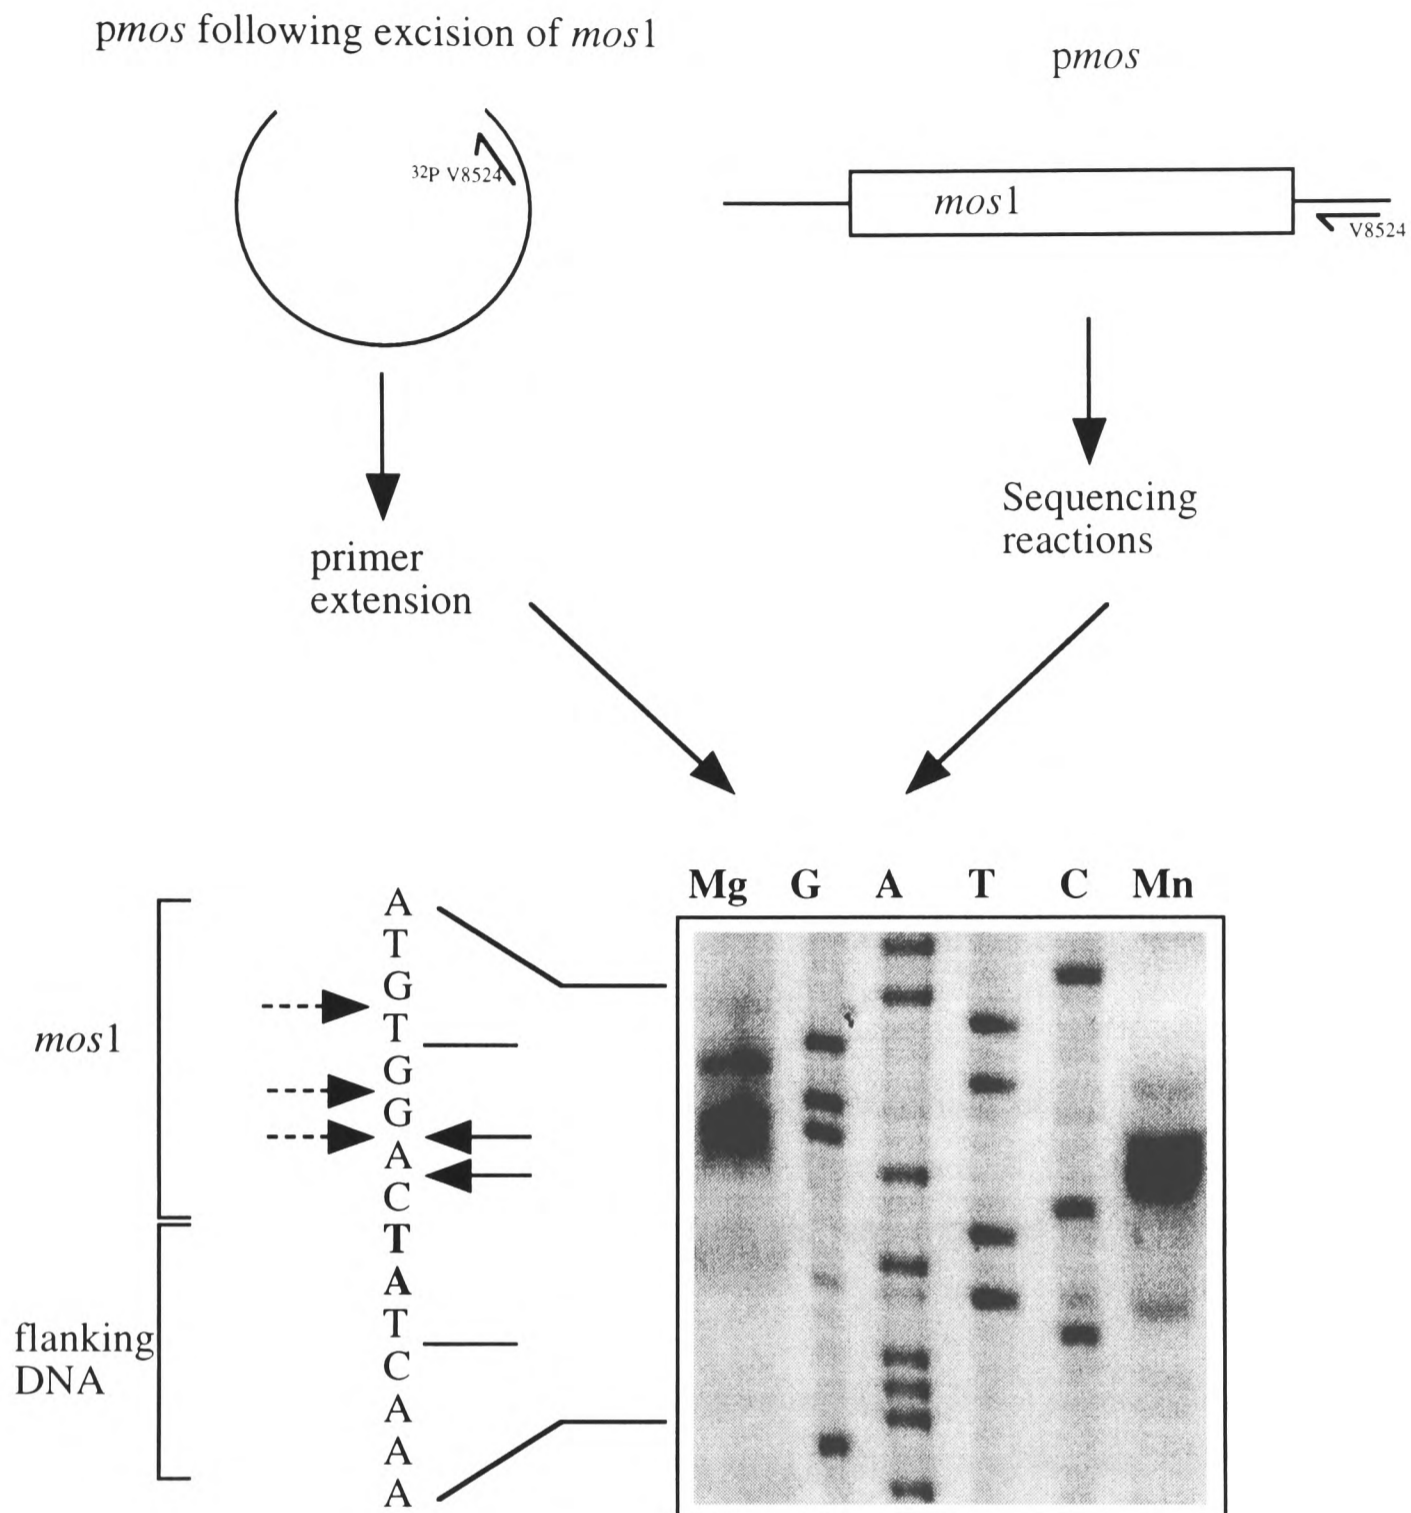 pmos following excision of mos1
pmos
32P V8524
mos1
V8524
Sequencing
reactions
primer
extension
Mg G A T C Mn
A
T
G
T
G
G
A
C
T
A
T
C
A
A
A
mos1
flanking
DNA